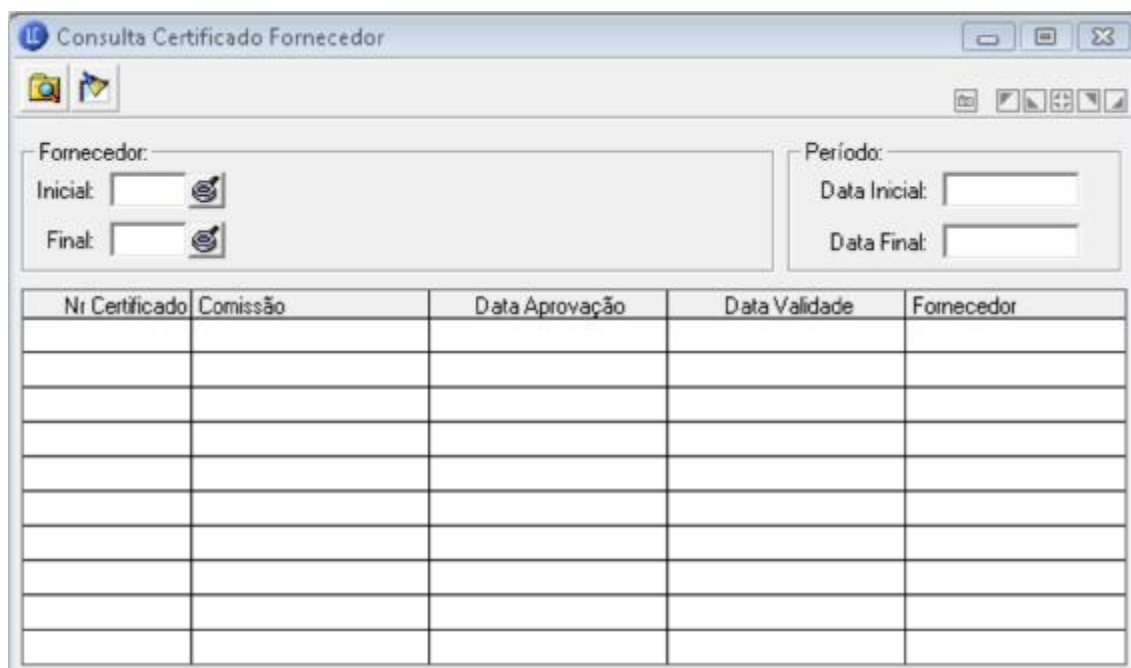 LC Consulta Certificado Fornecedor
Fornecedor: Período:
Inicial: Data Inicial:
Final: Data Final:
Nr Certificado Comissão Data Aprovação Data Validade Fornecedor